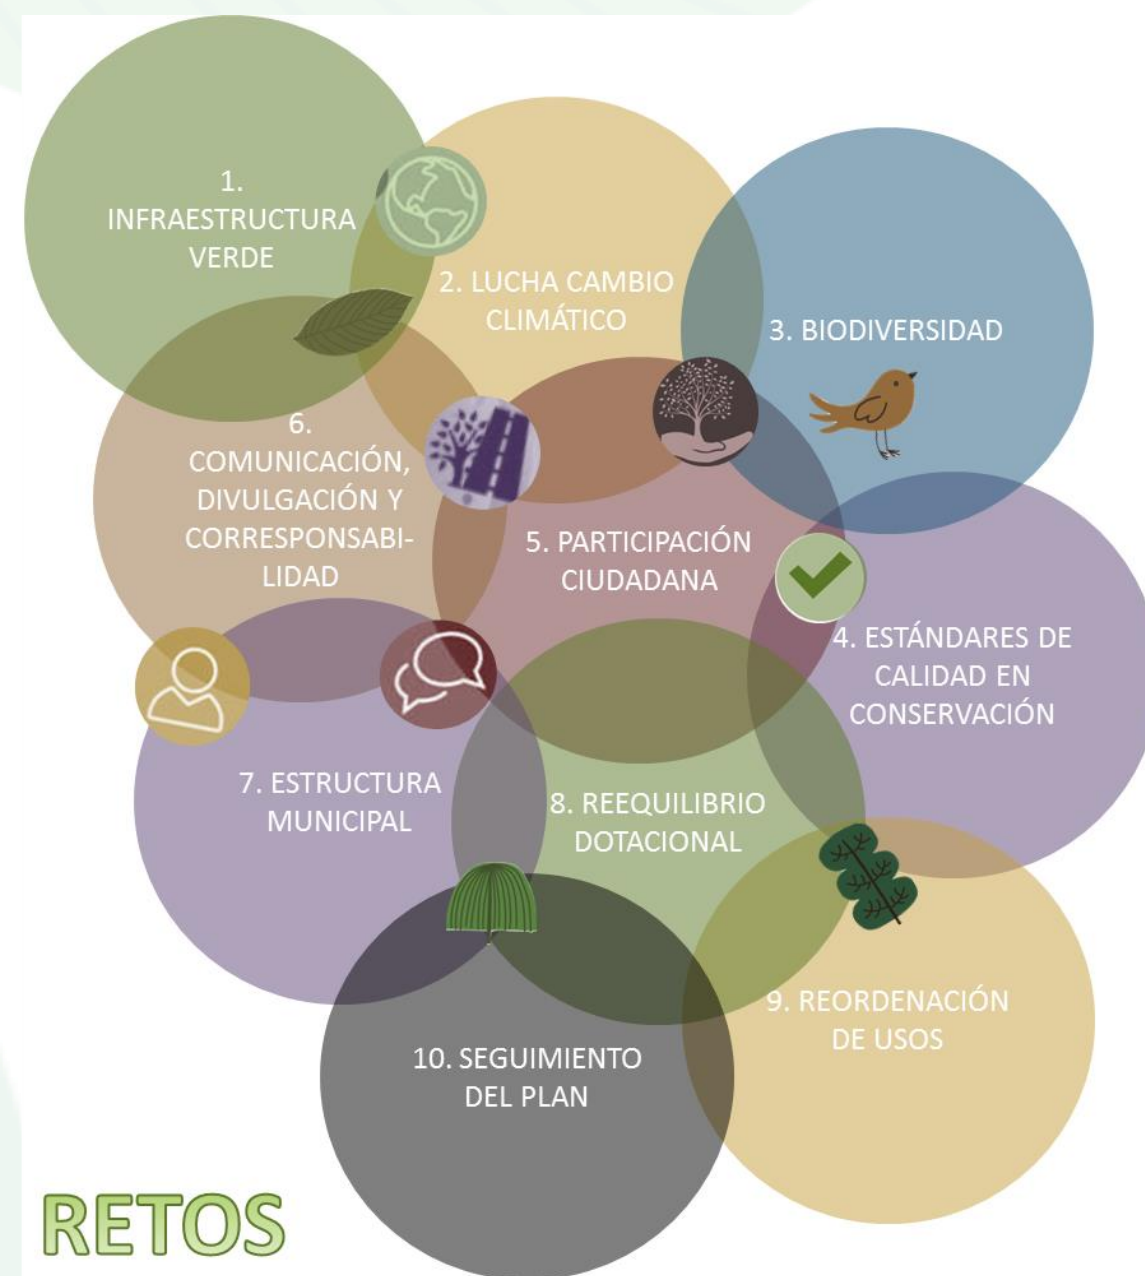 1.
INFRAESTRUCTURA
VERDE
2. LUCHA CAMBIO
CLIMÁTICO
3. BIODIVERSIDAD
6.
COMUNICACIÓN,
DIVULGACIÓN Y
CORRESPONSABI-
LIDAD
5. PARTICIPACIÓN
CIUDADANA
4. ESTÁNDARES DE
CALIDAD EN
CONSERVACIÓN
7. ESTRUCTURA
MUNICIPAL
8. REEQUILIBRIO
DOTACIONAL
9. REORDENACIÓN
DE USOS
10. SEGUIMIENTO
DEL PLAN
RETOS